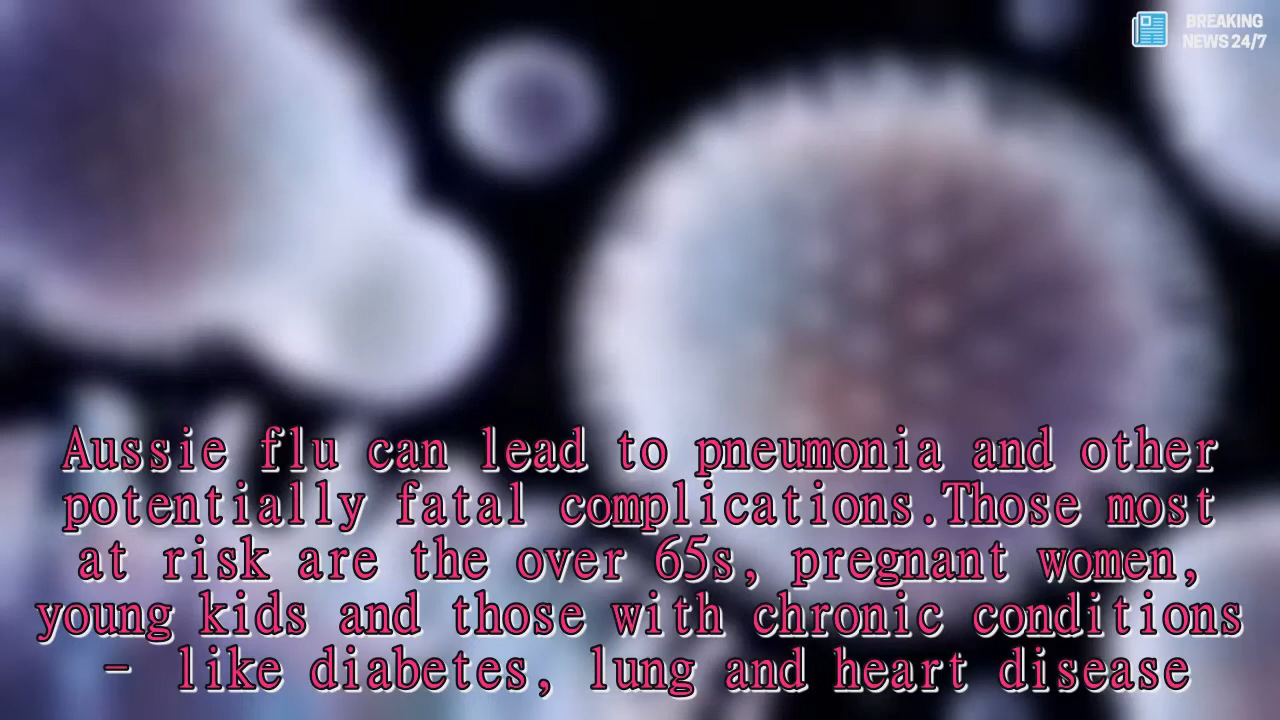 BREAKING
NEWS 24/7
Aussie flu can lead to pneumonia and other
potentially fatal complications.Those most
at risk are the over 65s, pregnant women,
young kids and those with chronic conditions
- like diabetes, lung and heart disease